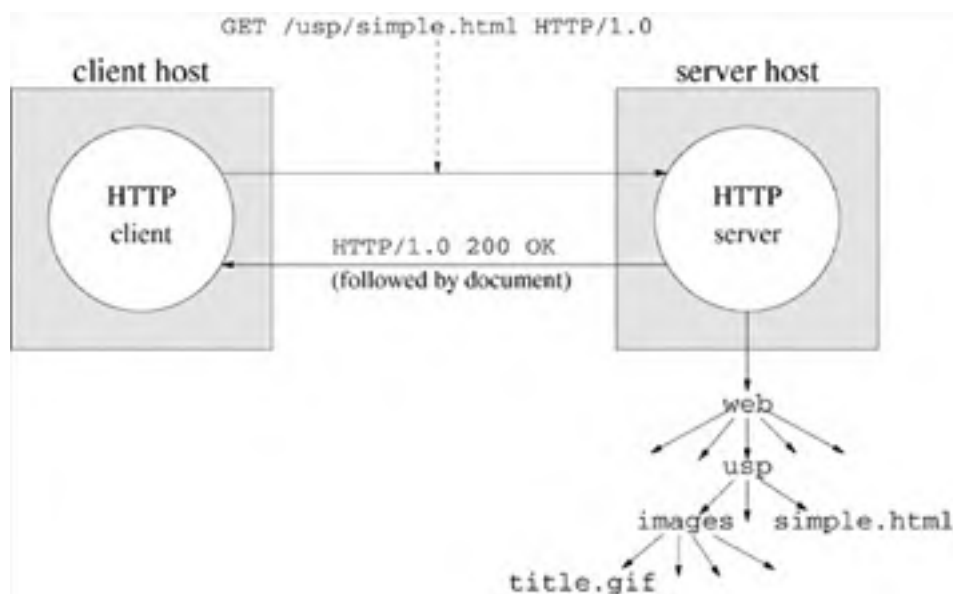 GET /usp/simple.html HTTP/1.0
client host
server host
HTTP
client
HTTP
server
HTTP/1.0 200 OK
(followed by document)
web
usp
images
simple.html
title.gif